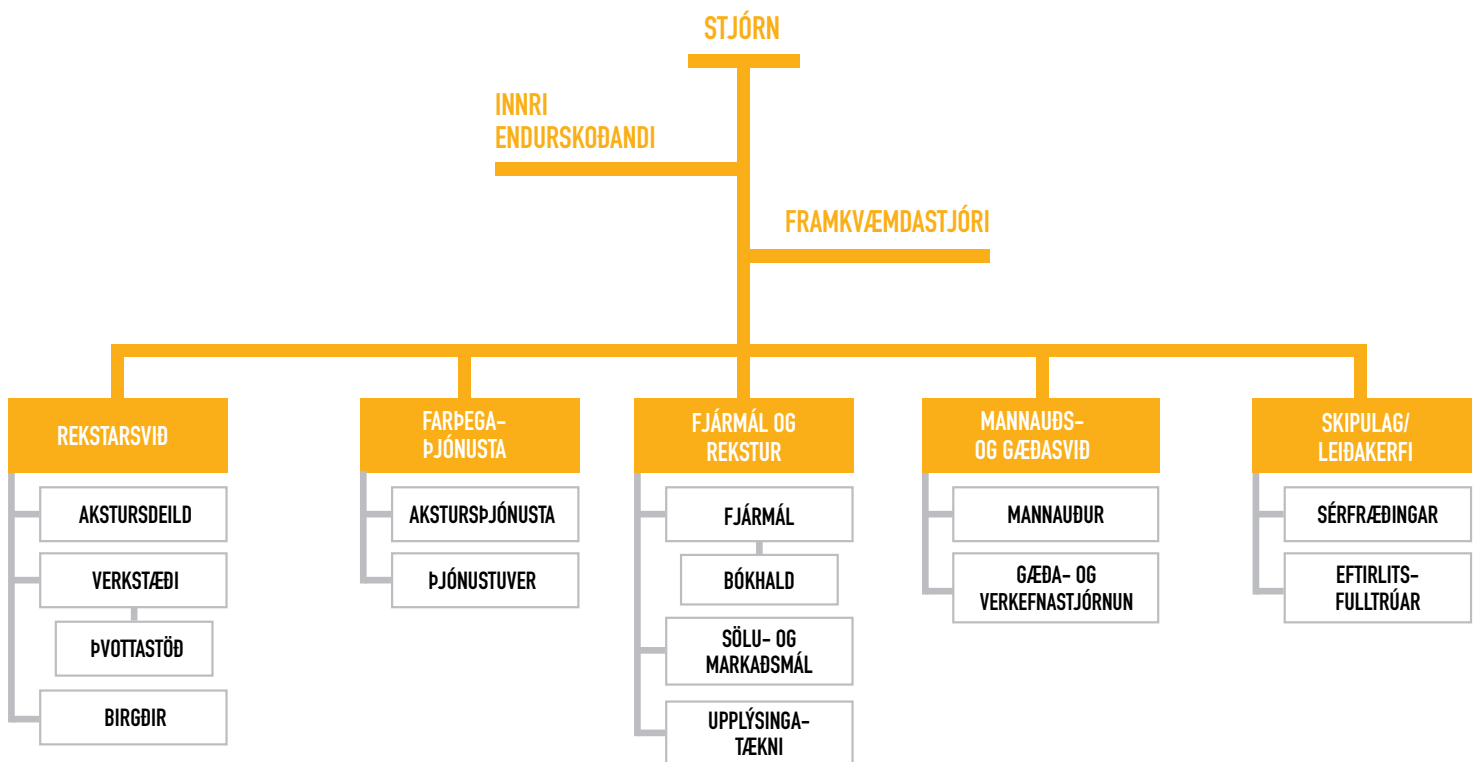 STJÓRN
INNRI
ENDURSKOÐANDI
FRAMKVÆMDASTJÓRI
REKSTARSVIÐ
AKSTURSDEILD
VERKSTÆÐI
ÞVOTTASTÖÐ
BIRGÐIR
FARÞEGA-
ÞJÓNUSTA
AKSTURSÞJÓNUSTA
ÞJÓNUSTUVER
FJÁRMÁL OG
REKSTUR
FJÁRMÁL
BÓKHALD
SÖLU- OG
MARKAÐSMÁL
UPPLÝSINGA-
TÆKNI
MANNAUÐS-
OG GÆÐASVIÐ
MANNAUÐUR
GÆÐA- OG
VERKEFNASTJÓRNUN
SKIPULAG/
LEIÐAKERFI
SÉRFRÆÐINGAR
EFTIRLITS-
FULLTRÚAR